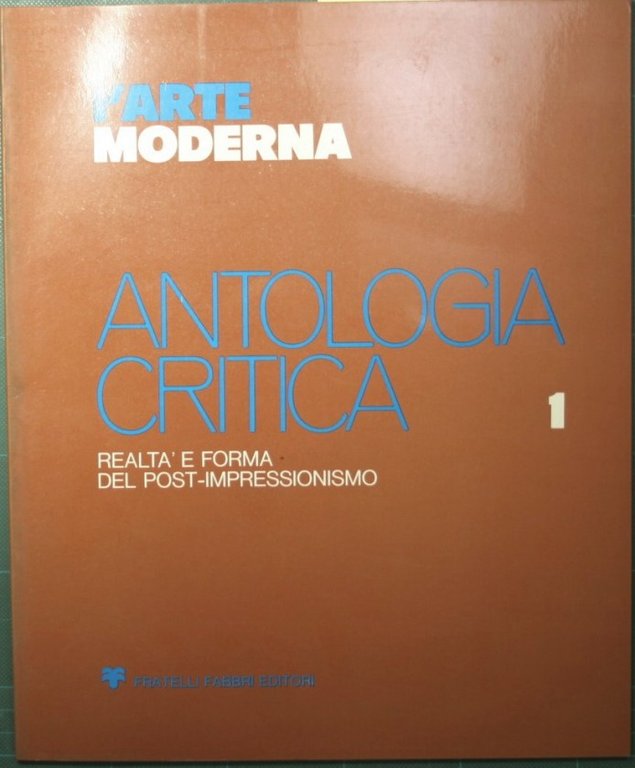 L'ARTE
MODERNA
ANTOLOGIA
CRITICA
1
REALTA' E FORMA
DEL POST-IMPRESSIONISMO
FRATELLI FABBRI EDITORI